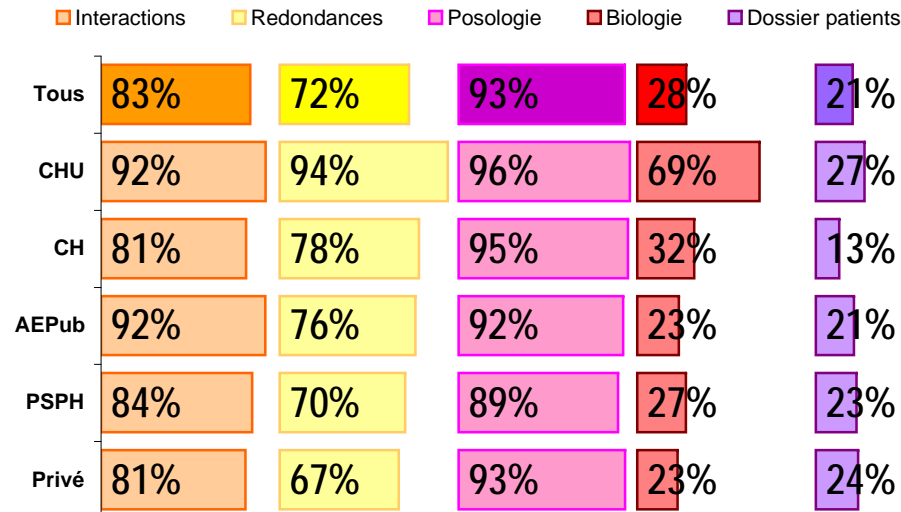 Interactions Redondances Posologie Biologie Dossier patients
Tous 83% 72% 93% 28% 21%
CHU 92% 94% 96% 69% 27%
CH 81% 78% 95% 32% 13%
AEPub 92% 76% 92% 23% 21%
PSPH 84% 70% 89% 27% 23%
Privé 81% 67% 93% 23% 24%